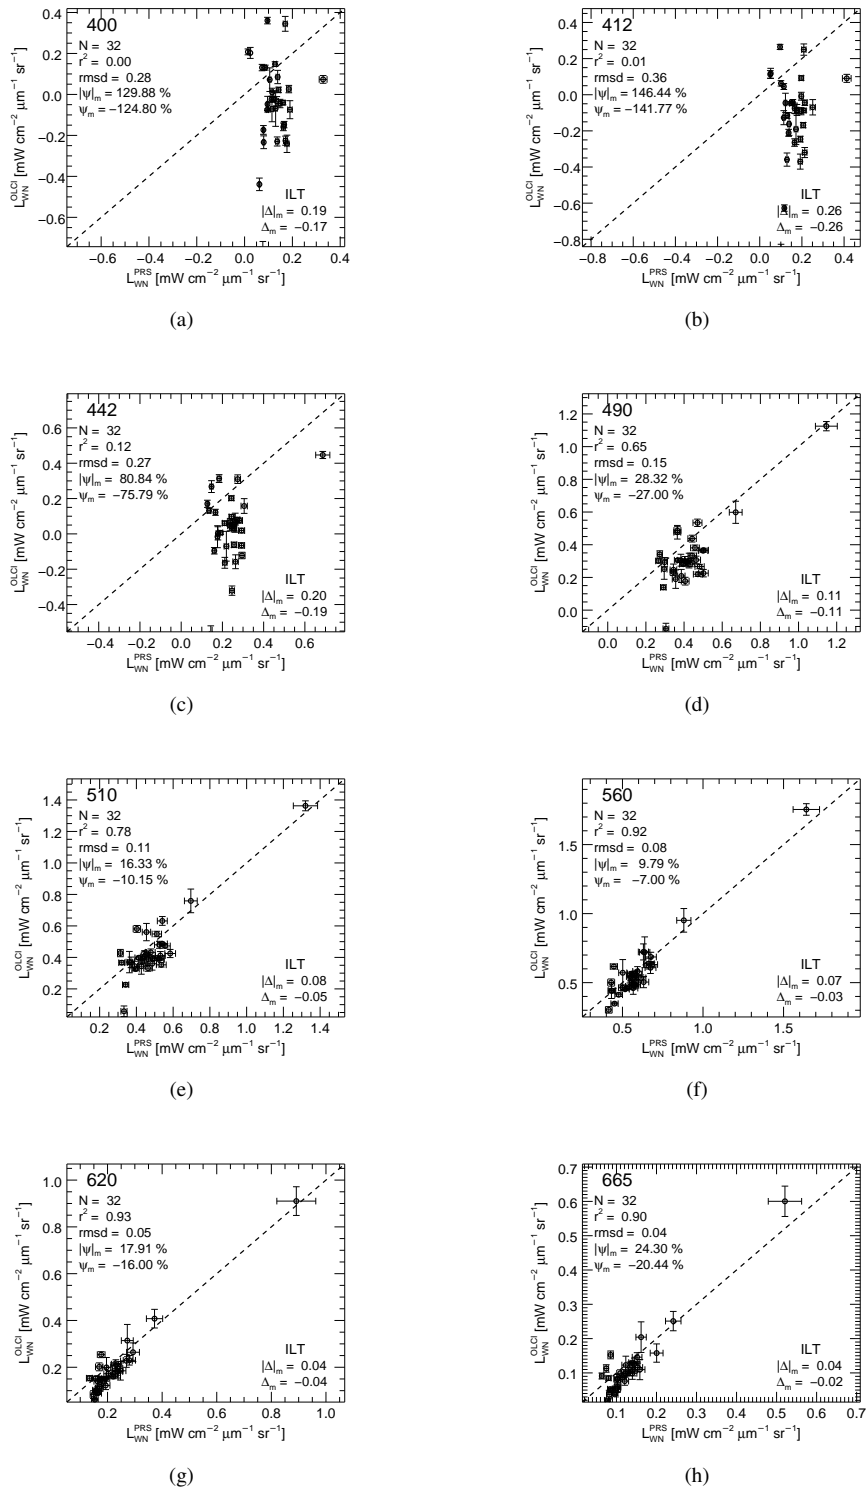 400
N = 32
r² = 0.00
rmsd = 0.28
|ψ|ₘ = 129.88 %
ψₘ = −124.80 %
ILT
|Δ|ₘ = 0.19
Δₘ = −0.17
0.4
0.2
0.0
−0.2
−0.4
−0.6
−0.6 −0.4 −0.2 0.0 0.2 0.4
L_WN^OLCI [mW cm⁻² μm⁻¹ sr⁻¹]
L_WN^PRS [mW cm⁻² μm⁻¹ sr⁻¹]
(a)
412
N = 32
r² = 0.01
rmsd = 0.36
|ψ|ₘ = 146.44 %
ψₘ = −141.77 %
ILT
|Δ|ₘ = 0.26
Δₘ = −0.26
0.4
0.2
0.0
−0.2
−0.4
−0.6
−0.8
−0.8 −0.6 −0.4 −0.2 0.0 0.2 0.4
L_WN^OLCI [mW cm⁻² μm⁻¹ sr⁻¹]
L_WN^PRS [mW cm⁻² μm⁻¹ sr⁻¹]
(b)
442
N = 32
r² = 0.12
rmsd = 0.27
|ψ|ₘ = 80.84 %
ψₘ = −75.79 %
ILT
|Δ|ₘ = 0.20
Δₘ = −0.19
0.6
0.4
0.2
0.0
−0.2
−0.4
−0.4 −0.2 0.0 0.2 0.4 0.6
L_WN^OLCI [mW cm⁻² μm⁻¹ sr⁻¹]
L_WN^PRS [mW cm⁻² μm⁻¹ sr⁻¹]
(c)
490
N = 32
r² = 0.65
rmsd = 0.15
|ψ|ₘ = 28.32 %
ψₘ = −27.00 %
ILT
|Δ|ₘ = 0.11
Δₘ = −0.11
1.2
1.0
0.8
0.6
0.4
0.2
0.0
0.0 0.2 0.4 0.6 0.8 1.0 1.2
L_WN^OLCI [mW cm⁻² μm⁻¹ sr⁻¹]
L_WN^PRS [mW cm⁻² μm⁻¹ sr⁻¹]
(d)
510
N = 32
r² = 0.78
rmsd = 0.11
|ψ|ₘ = 16.33 %
ψₘ = −10.15 %
ILT
|Δ|ₘ = 0.08
Δₘ = −0.05
1.4
1.2
1.0
0.8
0.6
0.4
0.2
0.2 0.4 0.6 0.8 1.0 1.2 1.4
L_WN^OLCI [mW cm⁻² μm⁻¹ sr⁻¹]
L_WN^PRS [mW cm⁻² μm⁻¹ sr⁻¹]
(e)
560
N = 32
r² = 0.92
rmsd = 0.08
|ψ|ₘ = 9.79 %
ψₘ = −7.00 %
ILT
|Δ|ₘ = 0.07
Δₘ = −0.03
1.5
1.0
0.5
0.5 1.0 1.5
L_WN^OLCI [mW cm⁻² μm⁻¹ sr⁻¹]
L_WN^PRS [mW cm⁻² μm⁻¹ sr⁻¹]
(f)
620
N = 32
r² = 0.93
rmsd = 0.05
|ψ|ₘ = 17.91 %
ψₘ = −16.00 %
ILT
|Δ|ₘ = 0.04
Δₘ = −0.04
1.0
0.8
0.6
0.4
0.2
0.2 0.4 0.6 0.8 1.0
L_WN^OLCI [mW cm⁻² μm⁻¹ sr⁻¹]
L_WN^PRS [mW cm⁻² μm⁻¹ sr⁻¹]
(g)
665
N = 32
r² = 0.90
rmsd = 0.04
|ψ|ₘ = 24.30 %
ψₘ = −20.44 %
ILT
|Δ|ₘ = 0.04
Δₘ = −0.02
0.7
0.6
0.5
0.4
0.3
0.2
0.1
0.1 0.2 0.3 0.4 0.5 0.6 0.7
L_WN^OLCI [mW cm⁻² μm⁻¹ sr⁻¹]
L_WN^PRS [mW cm⁻² μm⁻¹ sr⁻¹]
(h)